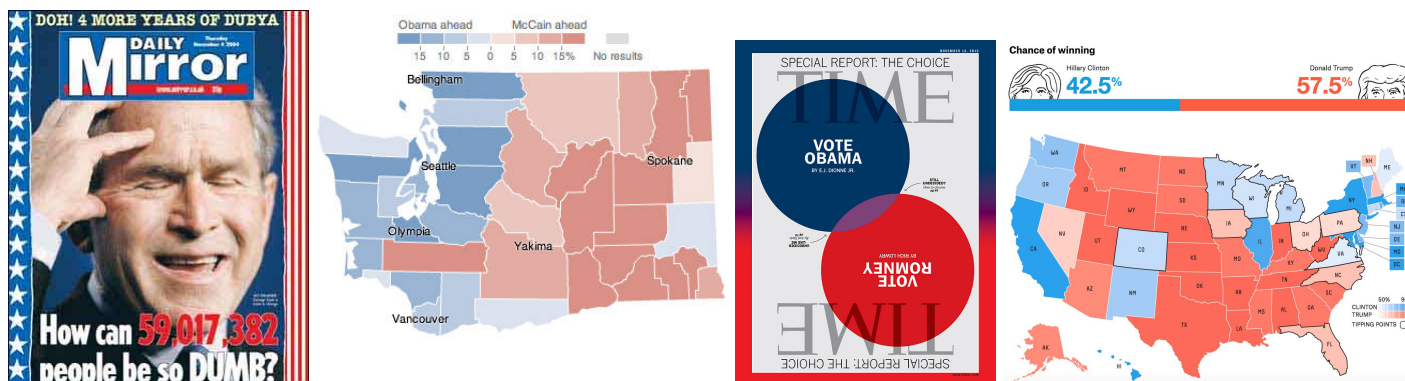 DOH! 4 MORE YEARS OF DUBYA
DAILY
Mirror
Thursday
November 4 2004
www.mirror.co.uk
How can 59,017,382
people be so DUMB?
Obama ahead
McCain ahead
15 10 5 0 5 10 15% No results
Bellingham
Seattle
Spokane
Olympia
Yakima
Vancouver
SPECIAL REPORT: THE CHOICE
TIME
VOTE
OBAMA
BY E.J. DIONNE JR.
STILL
UNDECIDED?
VOTE
ROMNEY
BY RICH LOWRY
TIME
SPECIAL REPORT: THE CHOICE
Chance of winning
Hillary Clinton
42.5%
Donald Trump
57.5%
WA
MT
ND
MN
VT
NH
ME
OR
ID
WI
MI
NY
SD
WY
IA
PA
NJ
NE
NV
OH
DE
UT
IL
IN
MD
CO
WV
VA
DC
CA
KS
MO
KY
NC
TN
AZ
NM
OK
AR
SC
MS
AL
GA
TX
LA
FL
AK
HI
50%
CLINTON
TRUMP
TIPPING POINTS